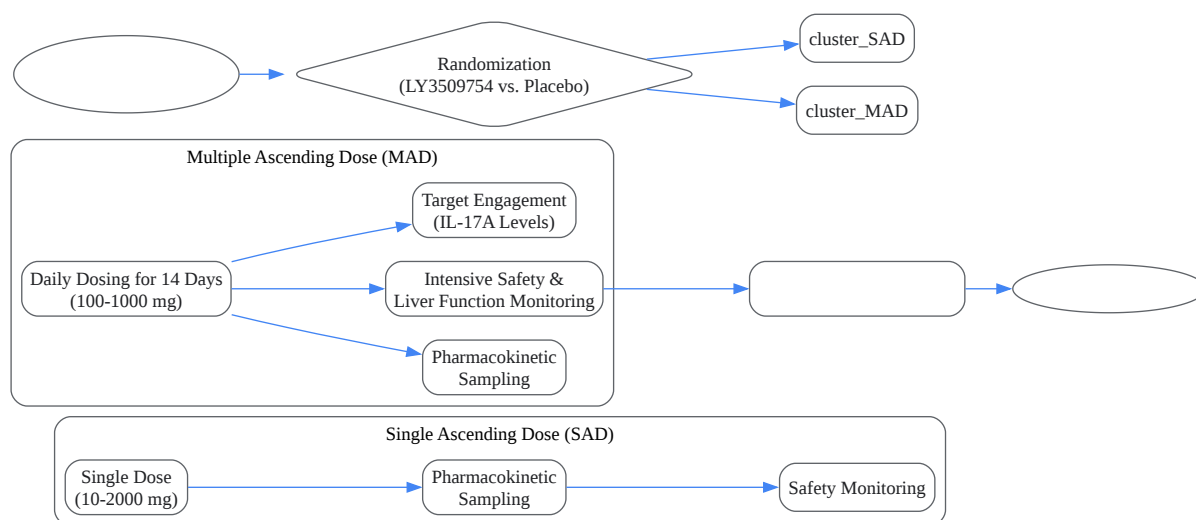 Randomization
(LY3509754 vs. Placebo)
cluster_SAD
cluster_MAD
Multiple Ascending Dose (MAD)
Target Engagement
(IL-17A Levels)
Daily Dosing for 14 Days
(100-1000 mg)
Intensive Safety &
Liver Function Monitoring
Pharmacokinetic
Sampling
Single Ascending Dose (SAD)
Single Dose
(10-2000 mg)
Pharmacokinetic
Sampling
Safety Monitoring